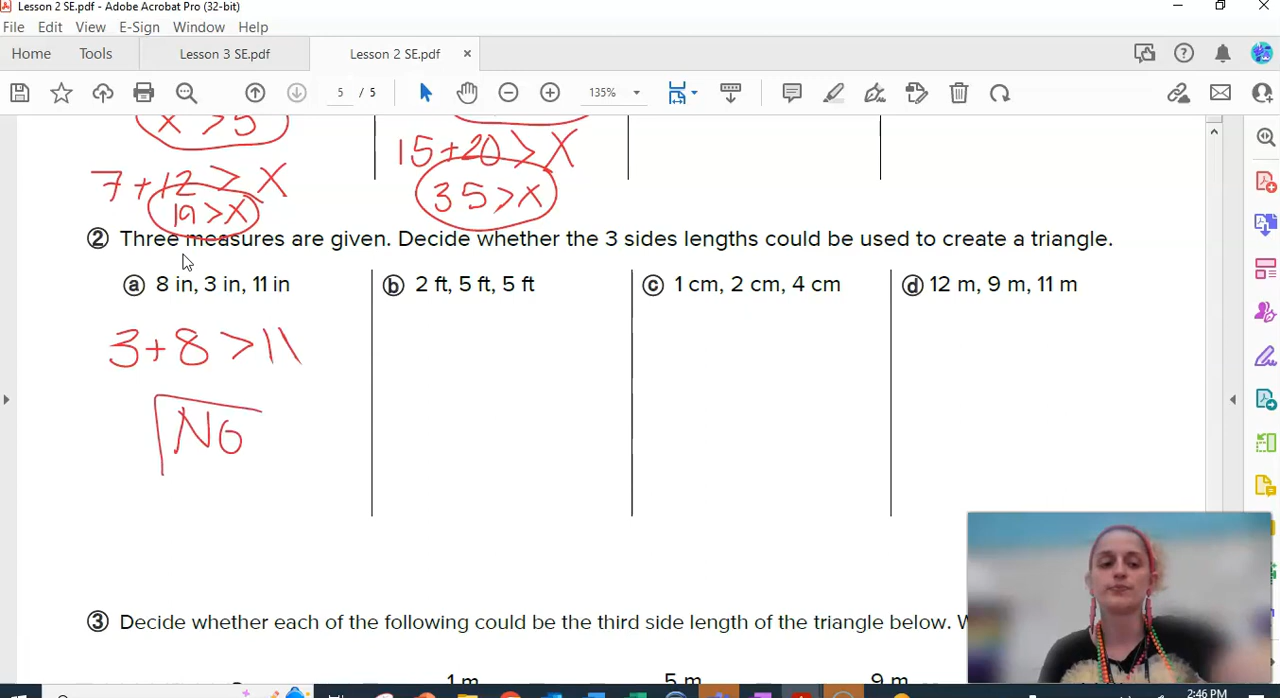 Lesson 2 SE.pdf - Adobe Acrobat Pro (32-bit)
File Edit View E-Sign Window Help
Home Tools Lesson 3 SE.pdf Lesson 2 SE.pdf ×
5 / 5 135%
x > 5
15+20 > X
7+12 > X
35 > X
19 > X
② Three measures are given. Decide whether the 3 sides lengths could be used to create a triangle.
ⓐ 8 in, 3 in, 11 in
ⓑ 2 ft, 5 ft, 5 ft
ⓒ 1 cm, 2 cm, 4 cm
ⓓ 12 m, 9 m, 11 m
3+8 > 11
No
③ Decide whether each of the following could be the third side length of the triangle below. W
1 m 5 m 9 m
2:46 PM